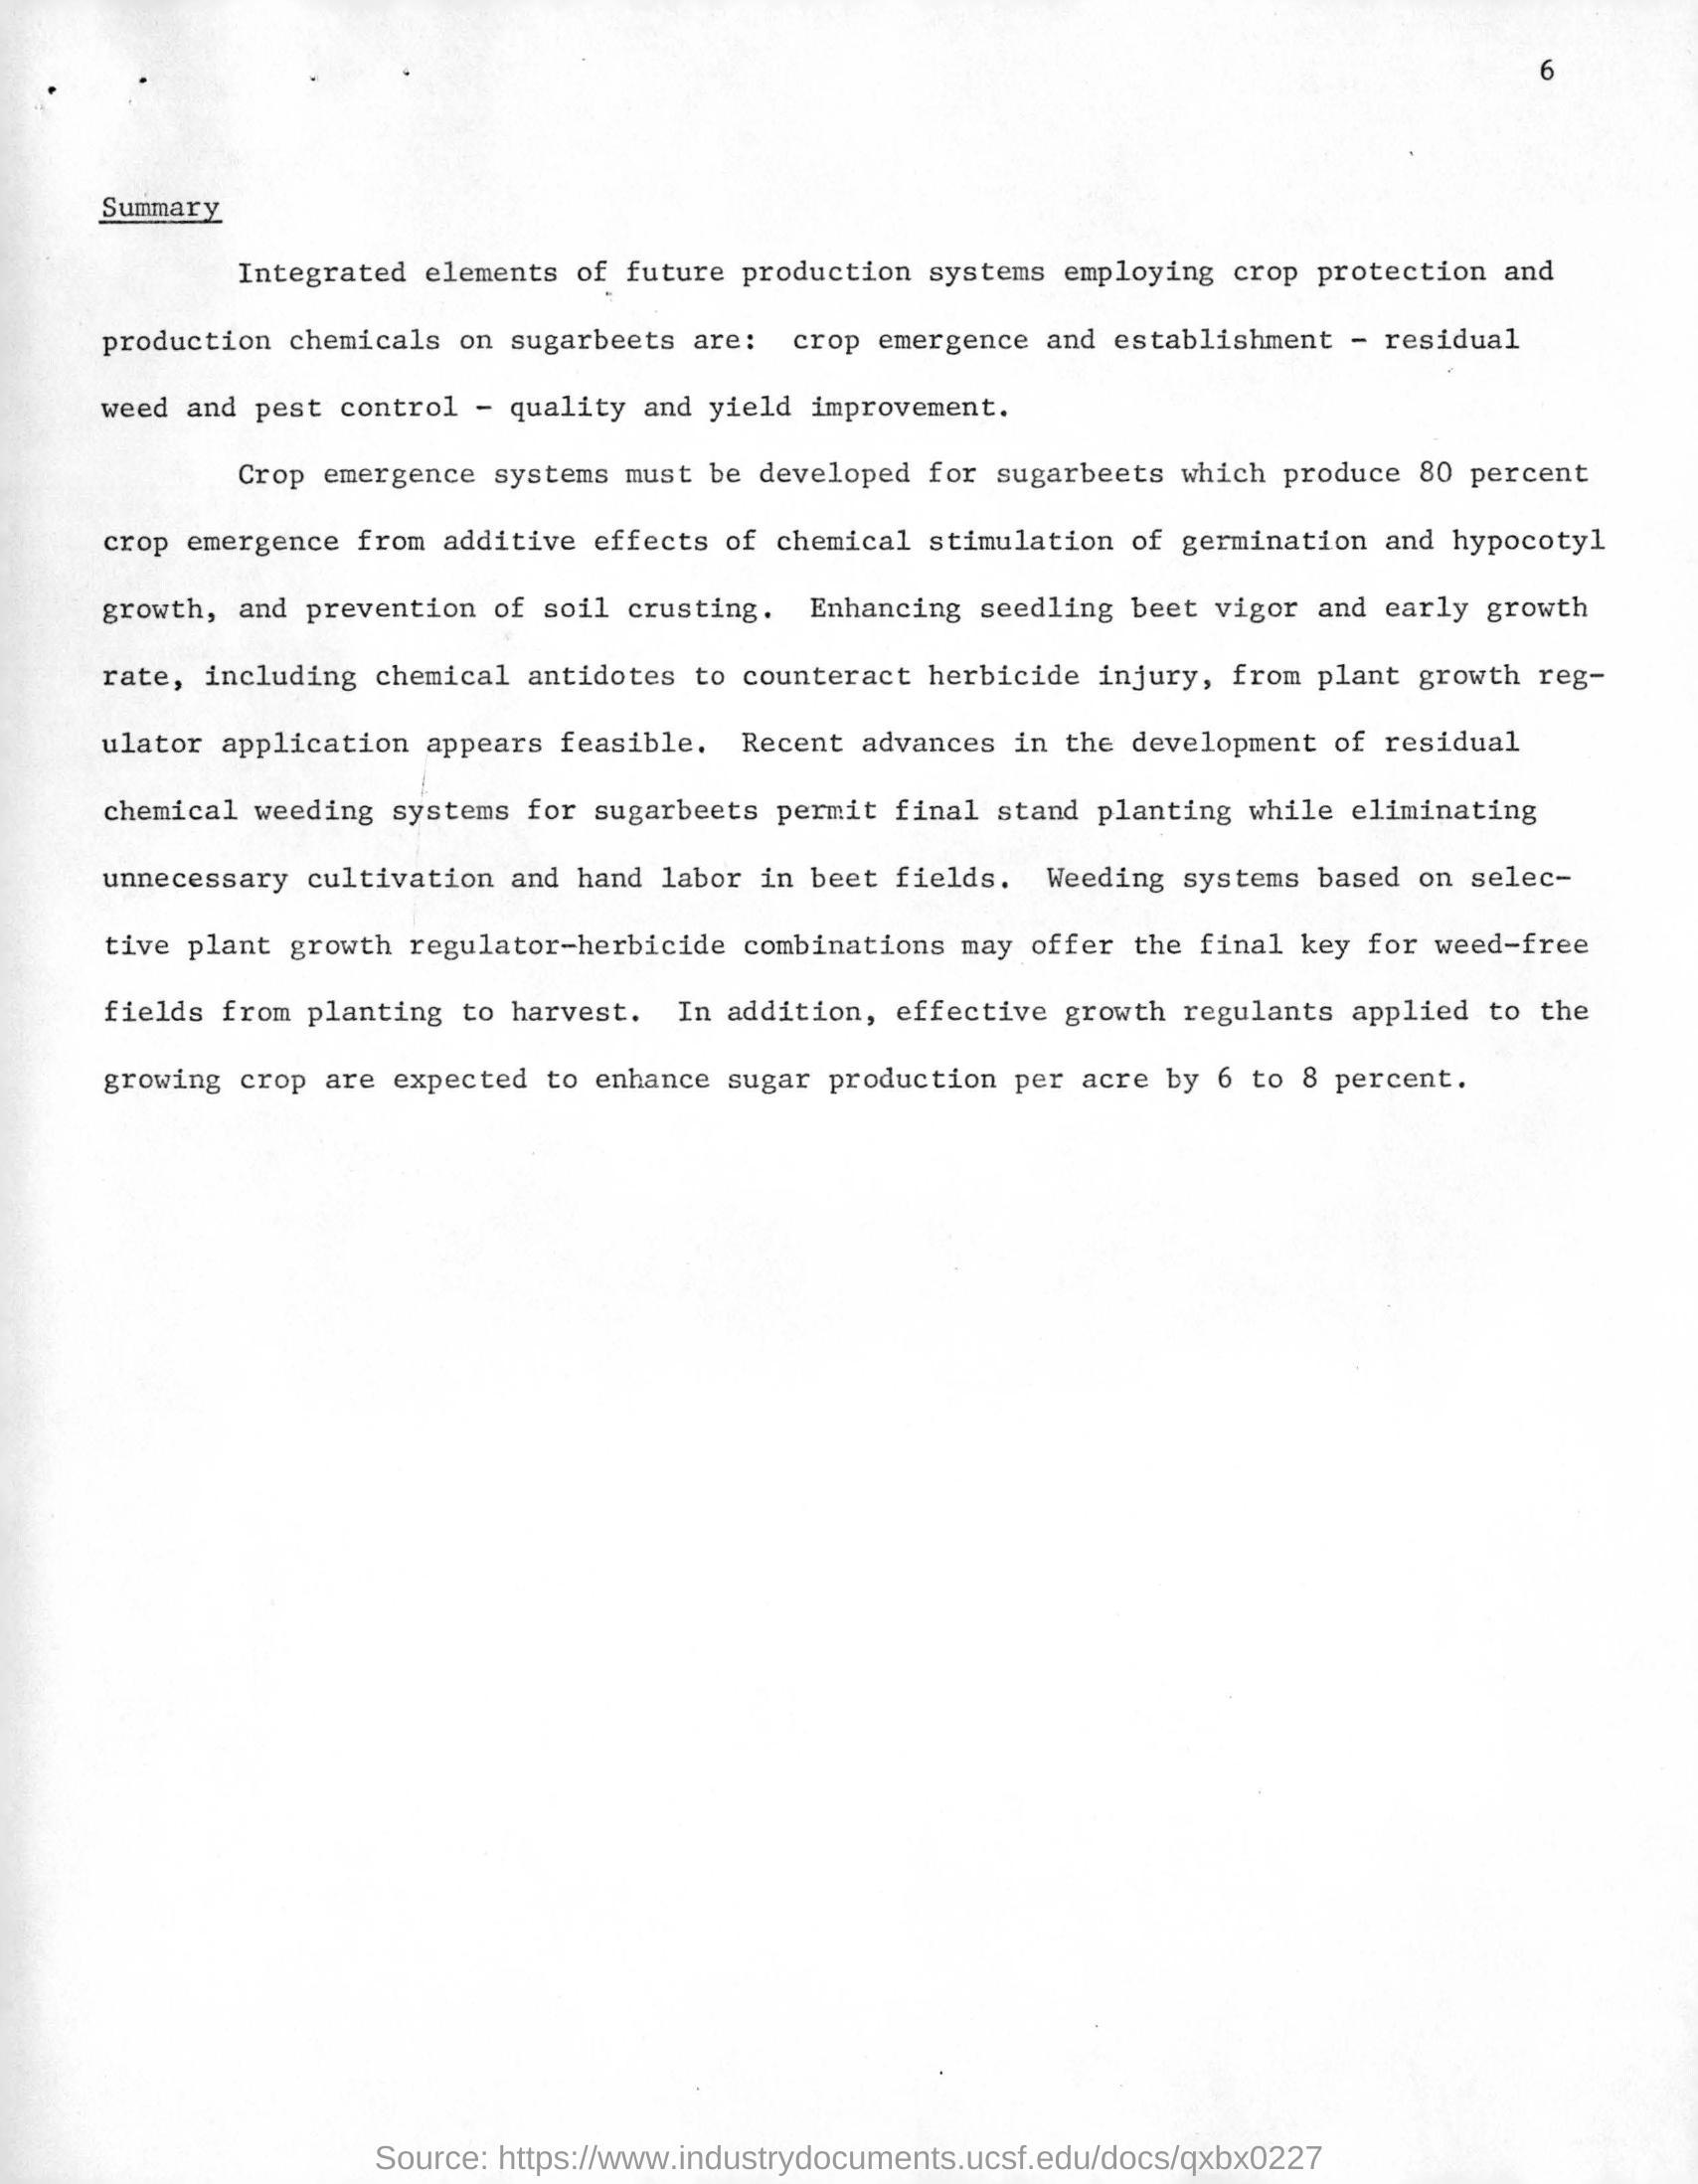 6
Summary
Integrated elements of future production systems employing crop protection and
production chemicals on sugarbeets are: crop emergence and establishment - residual
weed and pest control - quality and yield improvement.
Crop emergence systems must be developed for sugarbeets which produce 80 percent
crop emergence from additive effects of chemical stimulation of germination and hypocotyl
growth, and prevention of soil crusting. Enhancing seedling beet vigor and early growth
rate, including chemical antidotes to counteract herbicide injury, from plant growth reg-
ulator application appears feasible. Recent advances in the development of residual
chemical weeding systems for sugarbeets permit final stand planting while eliminating
unnecessary cultivation and hand labor in beet fields. Weeding systems based on selec-
tive plant growth regulator-herbicide combinations may offer the final key for weed-free
fields from planting to harvest. In addition, effective growth regulants applied to the
growing crop are expected to enhance sugar production per acre by 6 to 8 percent.
Source: https://www.industrydocuments.ucsf.edu/docs/qxbx0227